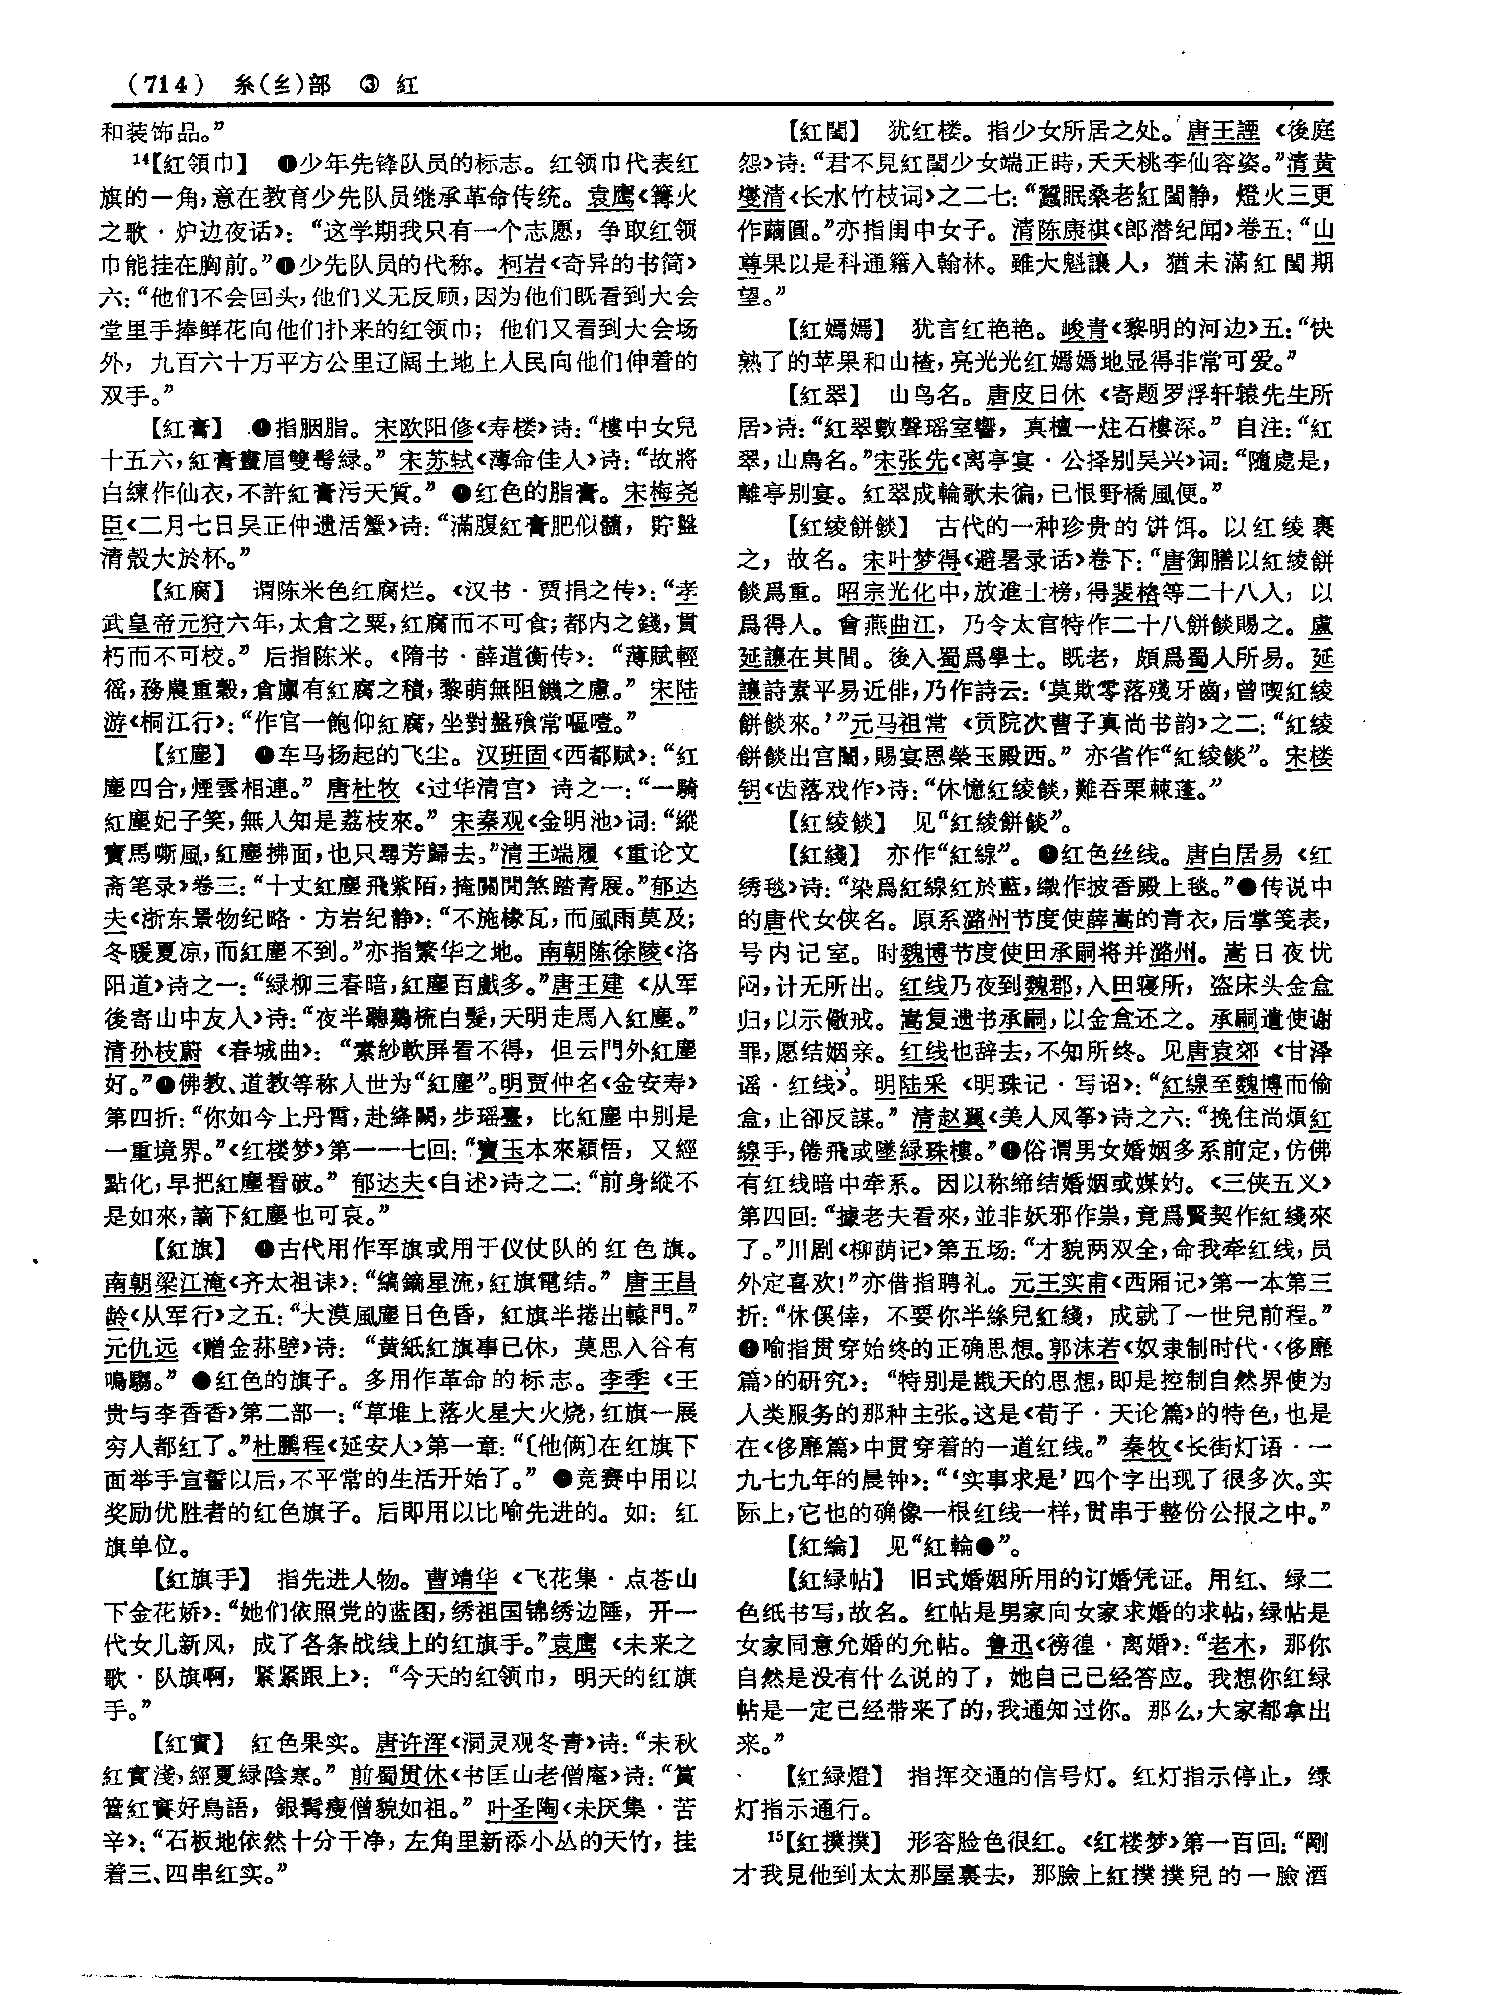 (714) 糸(纟)部 ③ 红
和装饰品。”
14【紅領巾】 ❶少年先锋队员的标志。红领巾代表红
旗的一角,意在教育少先队员继承革命传统。袁鹰《篝火
之歌·炉边夜话》:“这学期我只有一个志愿,争取红领
巾能挂在胸前。”❷少先队员的代称。柯岩《奇异的书简》
六:“他们不会回头,他们义无反顾,因为他们既看到大会
堂里手捧鲜花向他们扑来的红领巾;他们又看到大会场
外,九百六十万平方公里辽阔土地上人民向他们伸着的
双手。”
【紅膏】 ❶指胭脂。宋欧阳修《寿楼》诗:“樓中女兒
十五六,紅膏畫眉雙髩緑。”宋苏轼《薄命佳人》诗:“故將
白練作仙衣,不許紅膏污天質。”❷红色的脂膏。宋梅尧
臣《二月七日吴正仲遗活蟹》诗:“滿腹紅膏肥似髓,貯盤
清殻大於杯。”
【紅腐】 谓陈米色红腐烂。《汉书·贾捐之传》:“孝
武皇帝元狩六年,太倉之粟,紅腐而不可食;都内之錢,貫
朽而不可校。”后指陈米。《隋书·薛道衡传》:“薄賦輕
徭,務農重穀,倉廪有紅腐之積,黎萌無阻饑之慮。”宋陆
游《桐江行》:“作官一飽仰紅腐,坐對盤飱常嘔噎。”
【紅塵】 ❶车马扬起的飞尘。汉班固《西都赋》:“紅
塵四合,煙雲相連。”唐杜牧《过华清宫》诗之一:“一騎
紅塵妃子笑,無人知是荔枝來。”宋秦观《金明池》词:“縱
寶馬嘶風,紅塵拂面,也只尋芳歸去。”清王端履《重论文
斋笔录》卷三:“十丈紅塵飛紫陌,掩關閒煞踏青展。”郁达
夫《浙东景物纪略·方岩纪静》:“不施椽瓦,而風雨莫及;
冬暖夏凉,而紅塵不到。”亦指繁华之地。南朝陈徐陵《洛
阳道》诗之一:“緑柳三春暗,紅塵百戲多。”唐王建《从军
後寄山中友人》诗:“夜半聽鷄梳白髮,天明走馬入紅塵。”
清孙枝蔚《春城曲》:“素紗軟屏看不得,但云門外紅塵
好。”❷佛教、道教等称人世为“紅塵”。明贾仲名《金安寿》
第四折:“你如今上丹霄,赴絳闕,步瑶臺,比紅塵中别是
一重境界。”《红楼梦》第一一七回:“寶玉本來穎悟,又經
點化,早把紅塵看破。”郁达夫《自述》诗之二:“前身縱不
是如來,謫下紅塵也可哀。”
【紅旗】 ❶古代用作军旗或用于仪仗队的红色旗。
南朝梁江淹《齐太祖诔》:“縞鏑星流,紅旗電结。”唐王昌
龄《从军行》之五:“大漠風塵日色昏,紅旗半捲出轅門。”
元仇远《赠金荪壁》诗:“黄紙紅旗事已休,莫思入谷有
鳴騶。”❷红色的旗子。多用作革命的标志。李季《王
贵与李香香》第二部一:“草堆上落火星大火烧,红旗一展
穷人都红了。”杜鹏程《延安人》第一章:“〔他俩〕在红旗下
面举手宣誓以后,不平常的生活开始了。”❸竞赛中用以
奖励优胜者的红色旗子。后即用以比喻先进的。如:红
旗单位。
【紅旗手】 指先进人物。曹靖华《飞花集·点苍山
下金花娇》:“她们依照党的蓝图,绣祖国锦绣边陲,开一
代女儿新风,成了各条战线上的红旗手。”袁鹰《未来之
歌·队旗啊,紧紧跟上》:“今天的红领巾,明天的红旗
手。”
【紅實】 红色果实。唐许浑《洞灵观冬青》诗:“未秋
紅實淺,經夏緑陰寒。”前蜀贯休《书匡山老僧庵》诗:“篔
簹紅實好鳥語,銀髯瘦僧貌如祖。”叶圣陶《未厌集·苦
辛》:“石板地依然十分干净,左角里新添小丛的天竹,挂
着三、四串红实。”
【紅閨】 犹红楼。指少女所居之处。唐王諲《後庭
怨》诗:“君不見紅閨少女端正時,夭夭桃李仙容姿。”清黄
燮清《长水竹枝词》之二七:“蠶眠桑老紅閨静,燈火三更
作繭圓。”亦指闺中女子。清陈康祺《郎潜纪闻》卷五:“山
尊果以是科通籍入翰林。雖大魁讓人,猶未滿紅閨期
望。”
【紅嫣嫣】 犹言红艳艳。峻青《黎明的河边》五:“快
熟了的苹果和山楂,亮光光红嫣嫣地显得非常可爱。”
【紅翠】 山鸟名。唐皮日休《寄题罗浮轩辕先生所
居》诗:“紅翠數聲瑶室響,真檀一炷石樓深。”自注:“紅
翠,山鳥名。”宋张先《离亭宴·公择别吴兴》词:“隨處是,
離亭别宴。紅翠成輪歌未徧,已恨野橋風便。”
【紅綾餅餤】 古代的一种珍贵的饼饵。以红绫裹
之,故名。宋叶梦得《避暑录话》卷下:“唐御膳以紅綾餅
餤爲重。昭宗光化中,放進士榜,得裴格等二十八人,以
爲得人。會燕曲江,乃令太官特作二十八餅餤賜之。盧
延讓在其間。後入蜀爲學士。既老,頗爲蜀人所易。延
讓詩素平易近俳,乃作詩云:‘莫欺零落殘牙齒,曾喫紅綾
餅餤來。’”元马祖常《贡院次曹子真尚书韵》之二:“紅綾
餅餤出宫闈,賜宴恩榮玉殿西。”亦省作“紅綾餤”。宋楼
钥《齿落戏作》诗:“休憶紅綾餤,難吞栗棘蓬。”
【紅綾餤】 见“紅綾餅餤”。
【紅綫】 亦作“紅線”。❶红色丝线。唐白居易《红
绣毯》诗:“染爲紅線紅於藍,織作披香殿上毯。”❷传说中
的唐代女侠名。原系潞州节度使薛嵩的青衣,后掌笺表,
号内记室。时魏博节度使田承嗣将并潞州。嵩日夜忧
闷,计无所出。红线乃夜到魏郡,入田寝所,盗床头金盒
归,以示儆戒。嵩复遗书承嗣,以金盒还之。承嗣遣使谢
罪,愿结姻亲。红线也辞去,不知所终。见唐袁郊《甘泽
谣·红线》。明陆采《明珠记·写诏》:“紅線至魏博而偷
盒,止卻反謀。”清赵翼《美人风筝》诗之六:“挽住尚煩紅
線手,倦飛或墜緑珠樓。”❸俗谓男女婚姻多系前定,仿佛
有红线暗中牵系。因以称缔结婚姻或媒妁。《三侠五义》
第四回:“據老夫看來,並非妖邪作祟,竟爲賢契作紅綫來
了。”川剧《柳荫记》第五场:“才貌两双全,命我牵红线,员
外定喜欢!”亦借指聘礼。元王实甫《西厢记》第一本第三
折:“休傒倖,不要你半絲兒紅綫,成就了一世兒前程。”
❹喻指贯穿始终的正确思想。郭沫若《奴隶制时代·〈侈靡
篇〉的研究》:“特别是戡天的思想,即是控制自然界使为
人类服务的那种主张。这是《荀子·天论篇》的特色,也是
在《侈靡篇》中贯穿着的一道红线。”秦牧《长街灯语·一
九七九年的晨钟》:“‘实事求是’四个字出现了很多次。实
际上,它也的确像一根红线一样,贯串于整份公报之中。”
【紅綸】 见“紅輪●”。
【紅緑帖】 旧式婚姻所用的订婚凭证。用红、绿二
色纸书写,故名。红帖是男家向女家求婚的求帖,绿帖是
女家同意允婚的允帖。鲁迅《徬徨·离婚》:“老木,那你
自然是没有什么说的了,她自己已经答应。我想你红绿
帖是一定已经带来了的,我通知过你。那么,大家都拿出
来。”
【紅緑燈】 指挥交通的信号灯。红灯指示停止,绿
灯指示通行。
15【紅撲撲】 形容脸色很红。《红楼梦》第一百回:“剛
才我見他到太太那屋裏去,那臉上紅撲撲兒的一臉酒